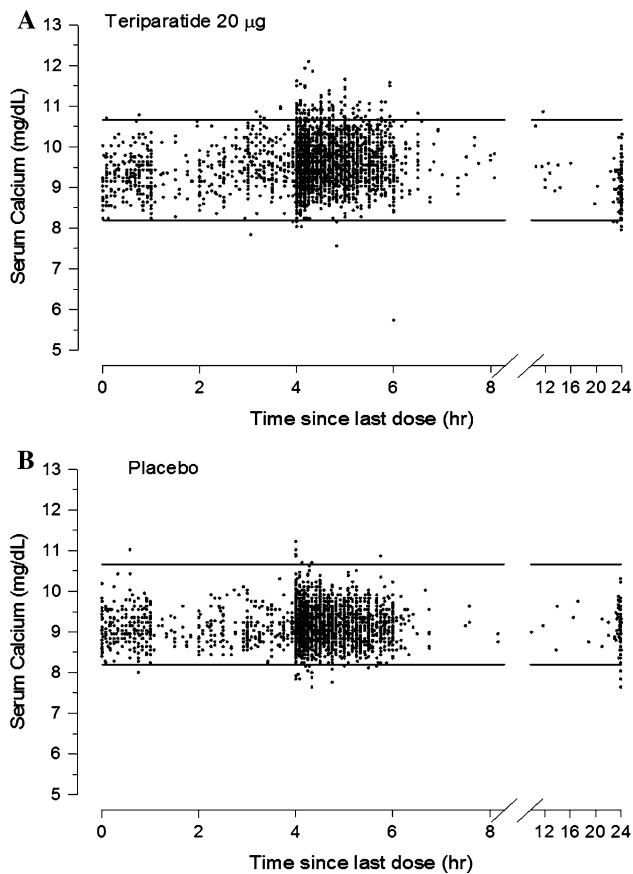 A
Teriparatide 20 μg
13
12
11
10
9
8
7
6
5
Serum Calcium (mg/dL)
0 2 4 6 8 12 16 20 24
Time since last dose (hr)
B
Placebo
13
12
11
10
9
8
7
6
5
Serum Calcium (mg/dL)
0 2 4 6 8 12 16 20 24
Time since last dose (hr)